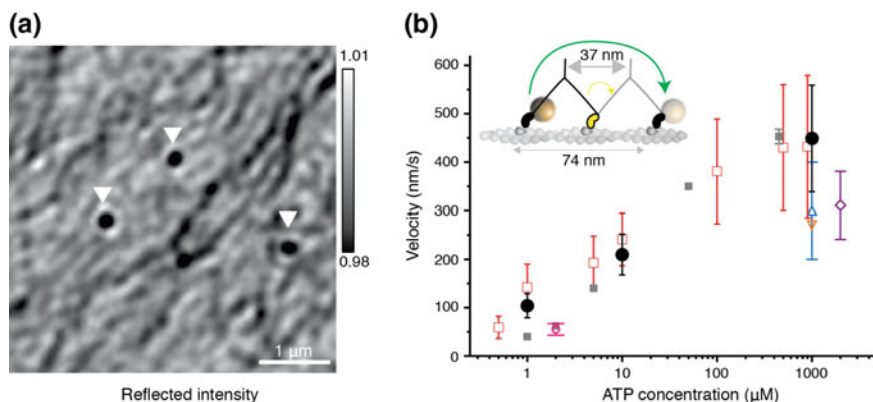 (a)
1.01
0.98
1 µm
Reflected intensity
(b)
600
500
400
300
200
100
0
Velocity (nm/s)
37 nm
74 nm
1
10
100
1000
ATP concentration (µM)